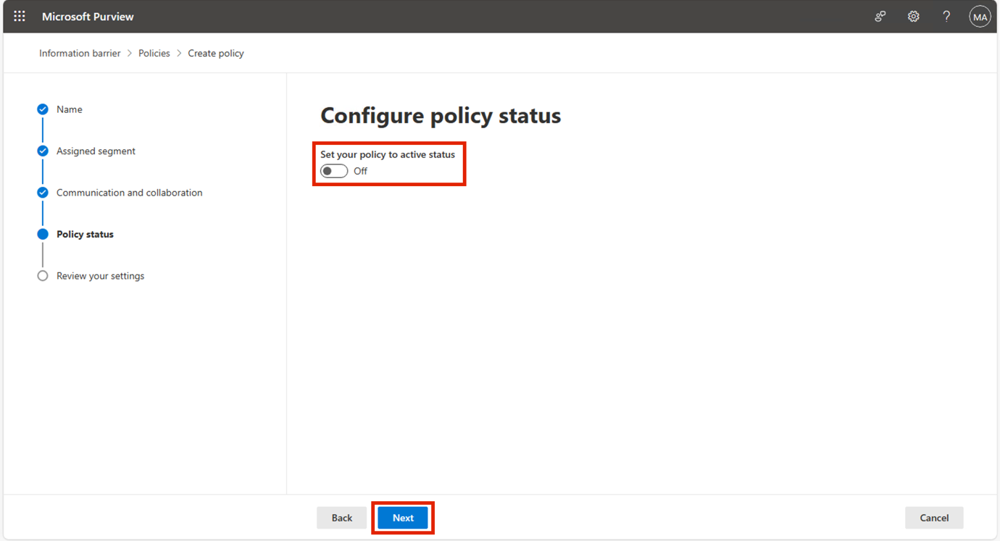 Microsoft Purview
?
MA
Information barrier > Policies > Create policy
Name
Assigned segment
Communication and collaboration
Policy status
Review your settings
Configure policy status
Set your policy to active status
Off
Back
Next
Cancel